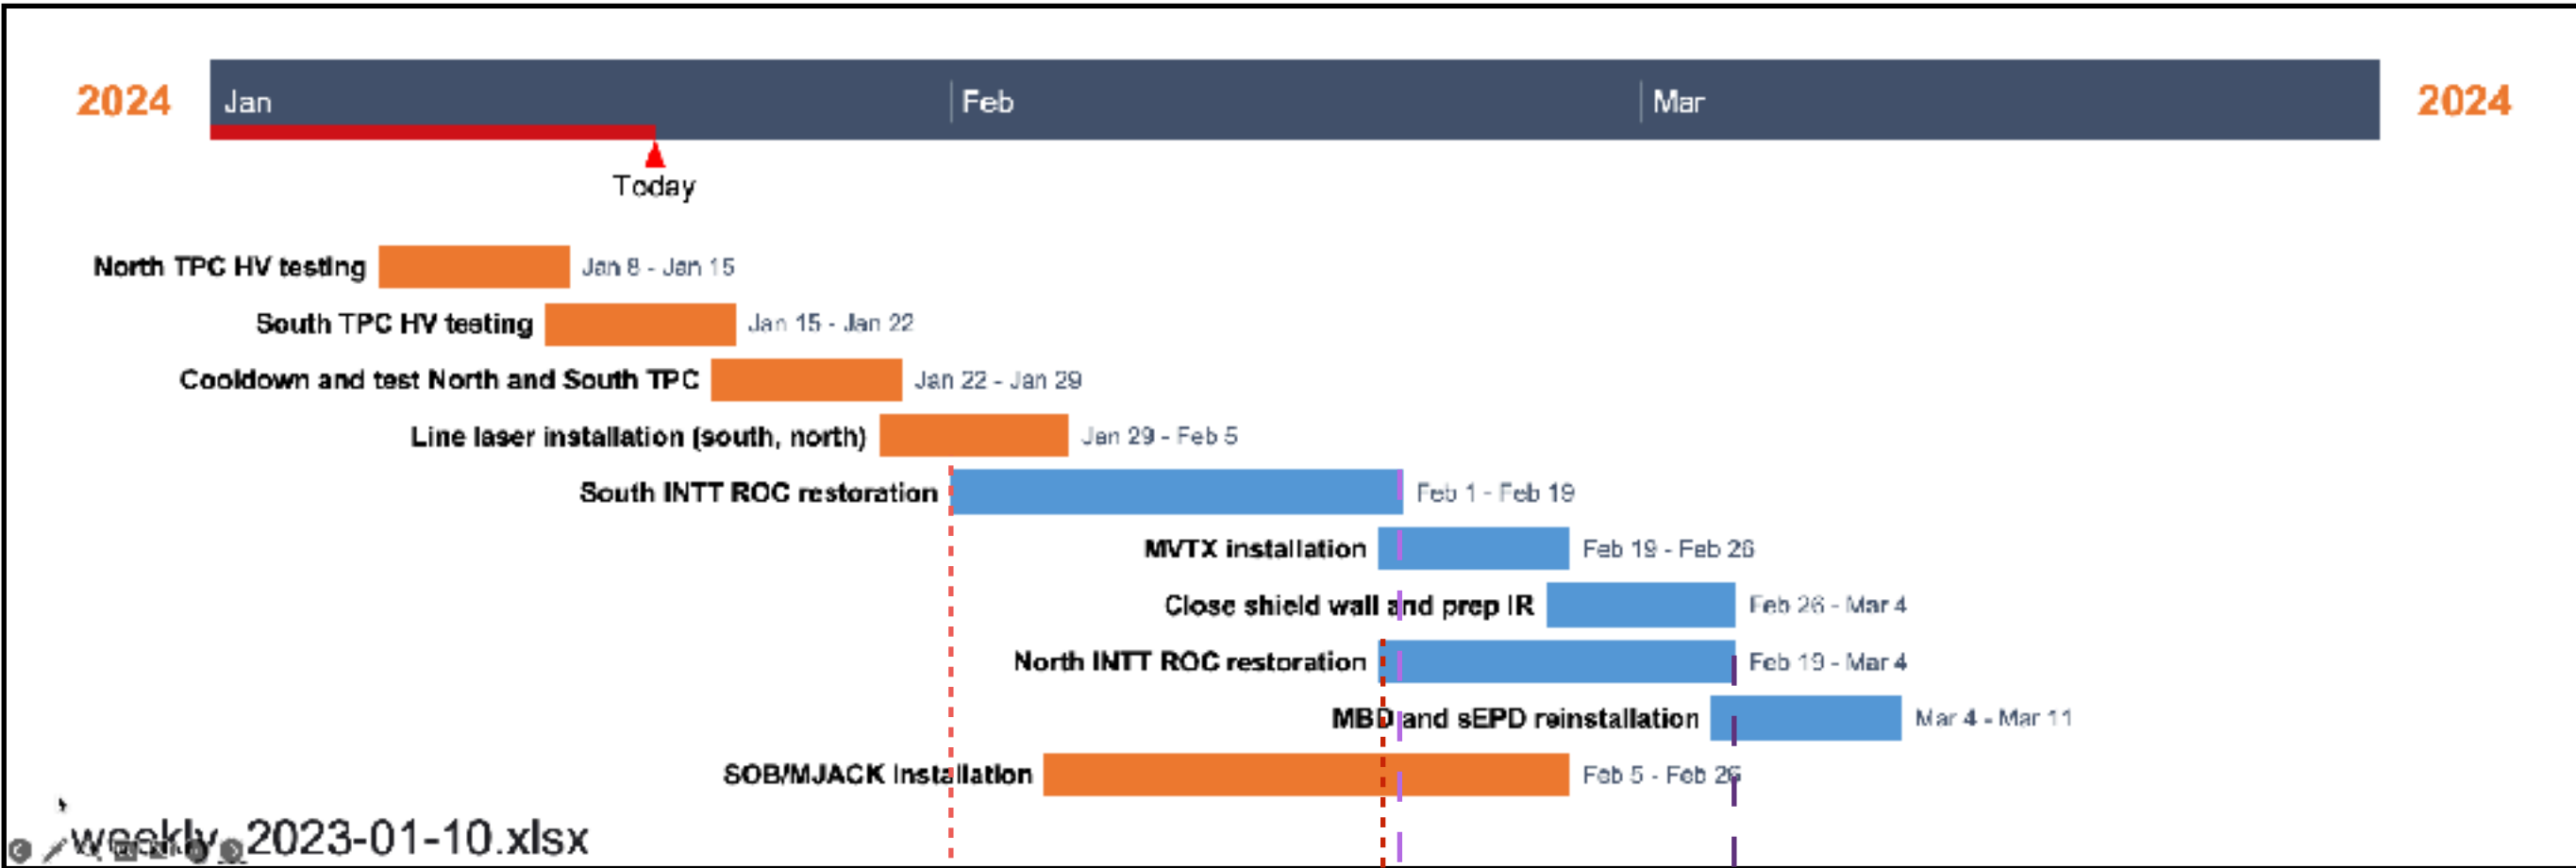 2024 Jan Feb Mar 2024
Today
North TPC HV testing Jan 8 - Jan 15
South TPC HV testing Jan 15 - Jan 22
Cooldown and test North and South TPC Jan 22 - Jan 29
Line laser installation (south, north) Jan 29 - Feb 5
South INTT ROC restoration Feb 1 - Feb 19
MVTX installation Feb 19 - Feb 26
Close shield wall and prep IR Feb 26 - Mar 4
North INTT ROC restoration Feb 19 - Mar 4
MBD and sEPD reinstallation Mar 4 - Mar 11
SOB/MJACK Installation Feb 5 - Feb 26
weekly_2023-01-10.xlsx